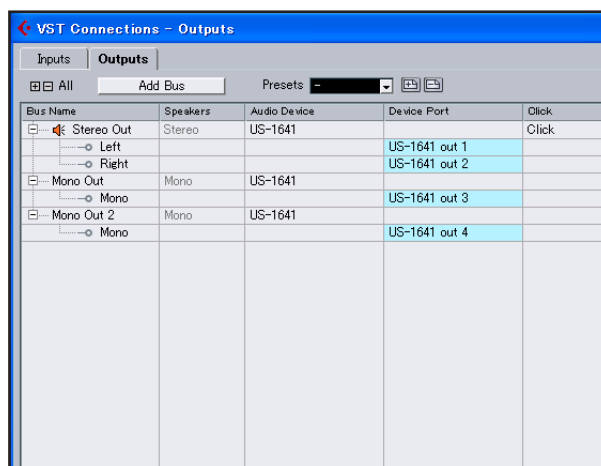 VST Connections - Outputs
Inputs Outputs
All Add Bus Presets -
Bus Name Speakers Audio Device Device Port Click
Stereo Out Stereo US-1641 Click
Left US-1641 out 1
Right US-1641 out 2
Mono Out Mono US-1641
Mono US-1641 out 3
Mono Out 2 Mono US-1641
Mono US-1641 out 4